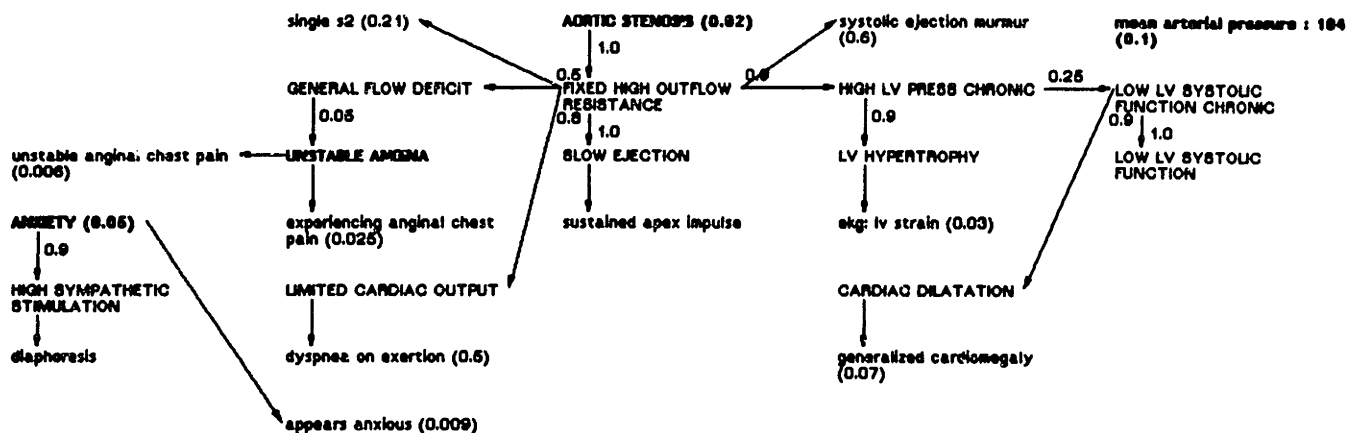 single s2 (0.21)
AORTIC STENOSIS (0.92)
systolic ejection murmur
(0.6)
mean arterial pressure : 194
(0.1)
1.0
GENERAL FLOW DEFICIT
0.5
FIXED HIGH OUTFLOW
RESISTANCE
0.9
HIGH LV PRESS CHRONIC
0.25
LOW LV SYSTOLIC
FUNCTION CHRONIC
0.05
0.8
1.0
0.9
0.9
1.0
unstable anginal chest pain
(0.006)
UNSTABLE ANGINA
SLOW EJECTION
LV HYPERTROPHY
LOW LV SYSTOLIC
FUNCTION
ANXIETY (0.05)
experiencing anginal chest
pain (0.025)
sustained apex impulse
ekg: lv strain (0.03)
0.9
HIGH SYMPATHETIC
STIMULATION
LIMITED CARDIAC OUTPUT
CARDIAC DILATATION
diaphoresis
dyspnea on exertion (0.5)
generalized cardiomegaly
(0.07)
appears anxious (0.009)